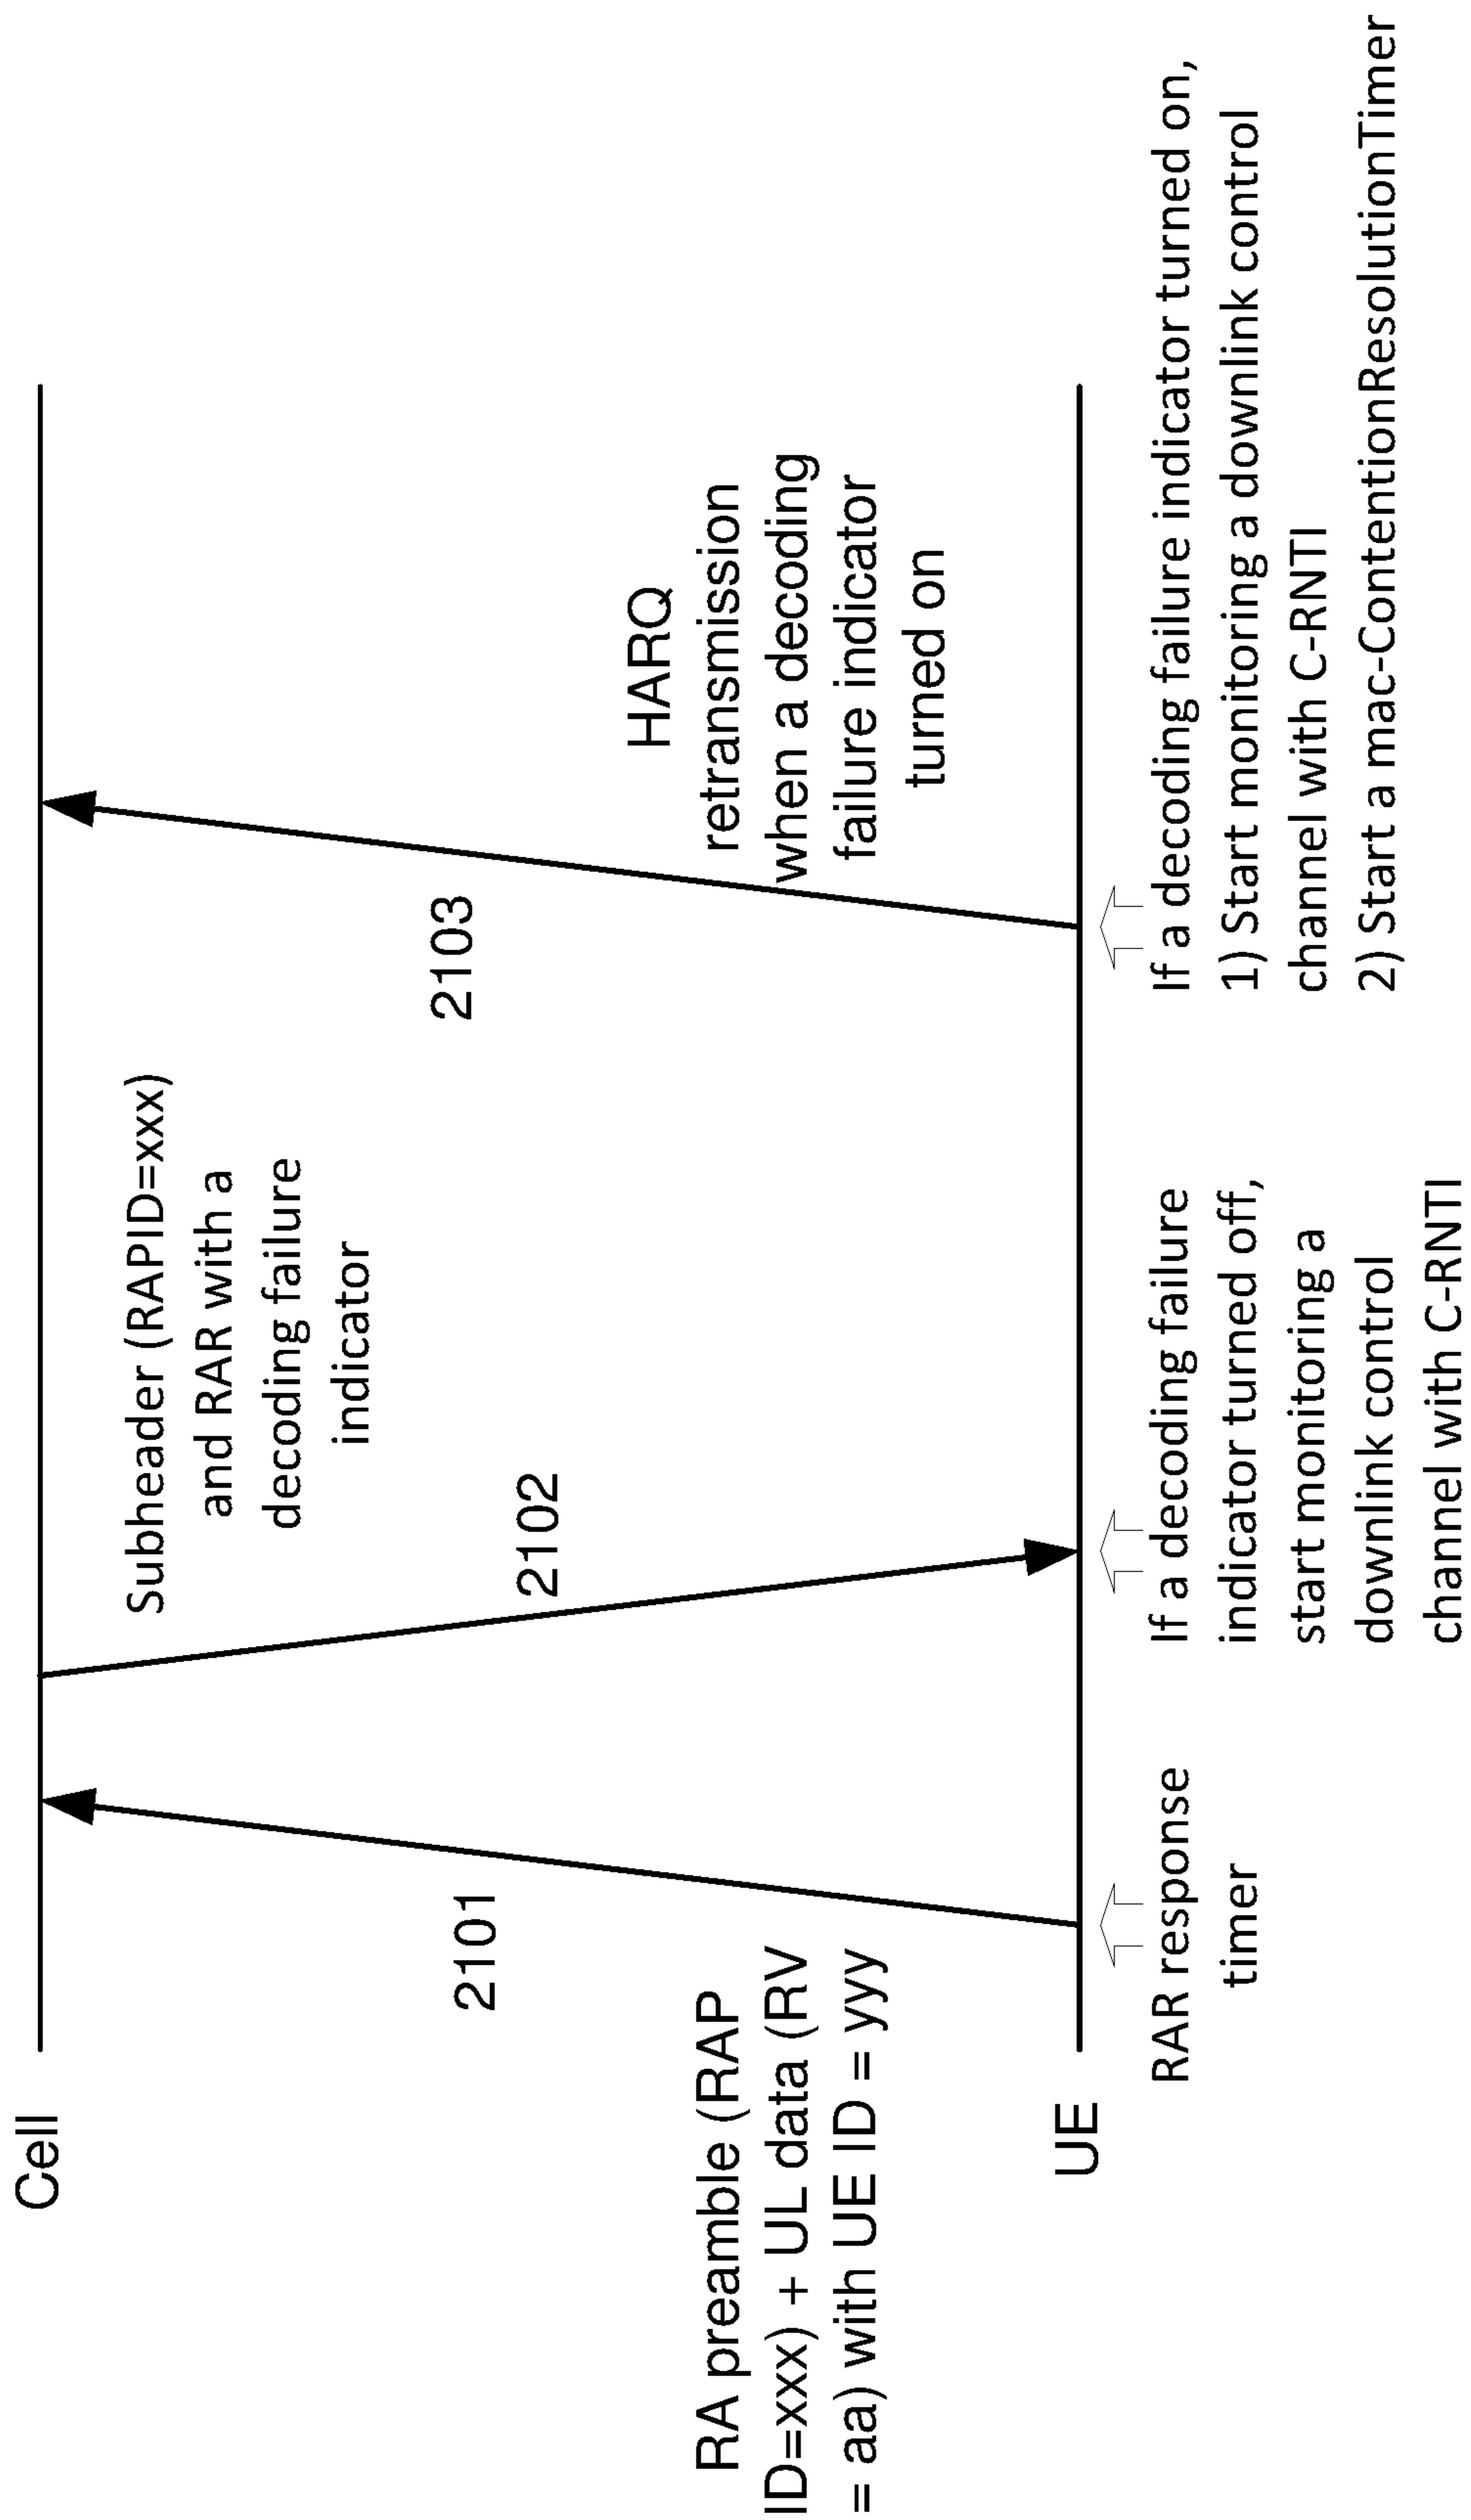 Cell
RA preamble (RAP
ID=xxx) + UL data (RV
= aa) with UE ID = yyy
2101
Subheader (RAPID=xxx)
and RAR with a
decoding failure
indicator
2102
2103
HARQ
retransmission
when a decoding
failure indicator
turned on
UE
RAR response
timer
If a decoding failure
indicator turned off,
start monitoring a
downlink control
channel with C-RNTI
If a decoding failure indicator turned on,
1) Start monitoring a downlink control
channel with C-RNTI
2) Start a mac-ContentionResolutionTimer